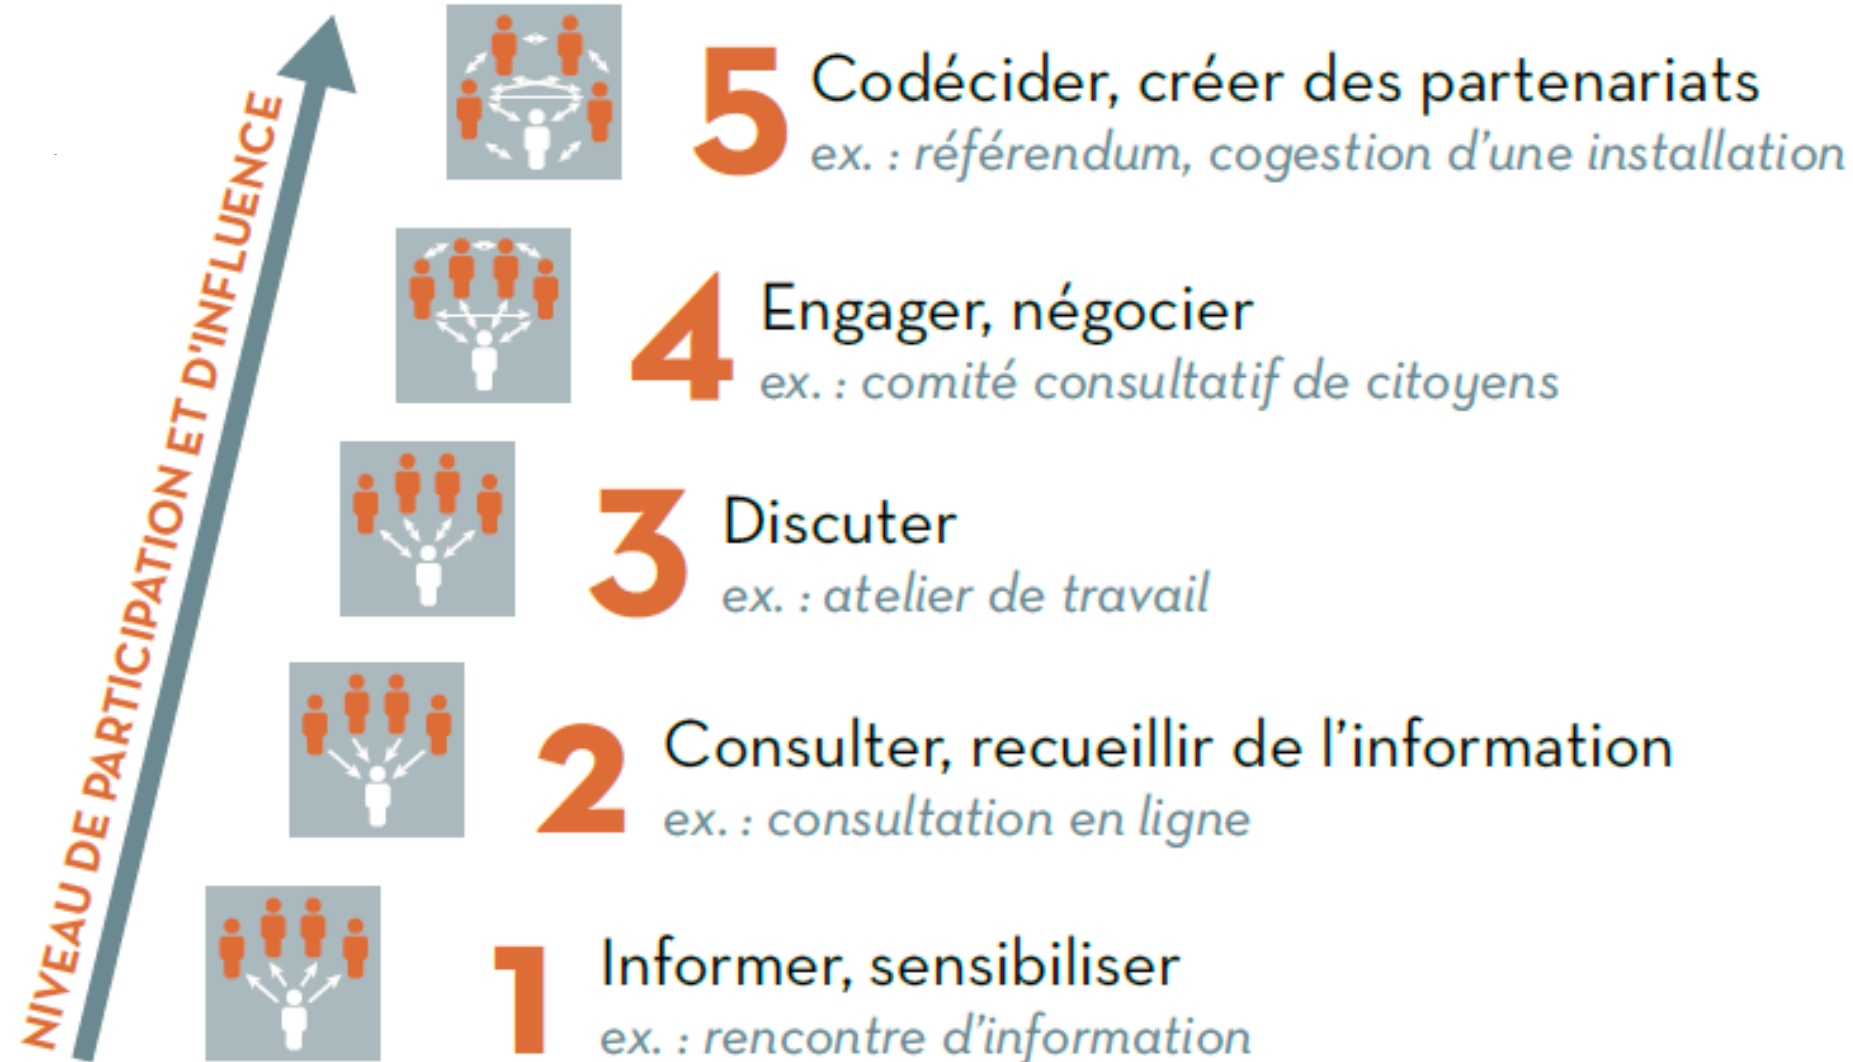 NIVEAU DE PARTICIPATION ET D'INFLUENCE
5 Codécider, créer des partenariats
ex. : référendum, cogestion d’une installation
4 Engager, négocier
ex. : comité consultatif de citoyens
3 Discuter
ex. : atelier de travail
2 Consulter, recueillir de l’information
ex. : consultation en ligne
1 Informer, sensibiliser
ex. : rencontre d’information